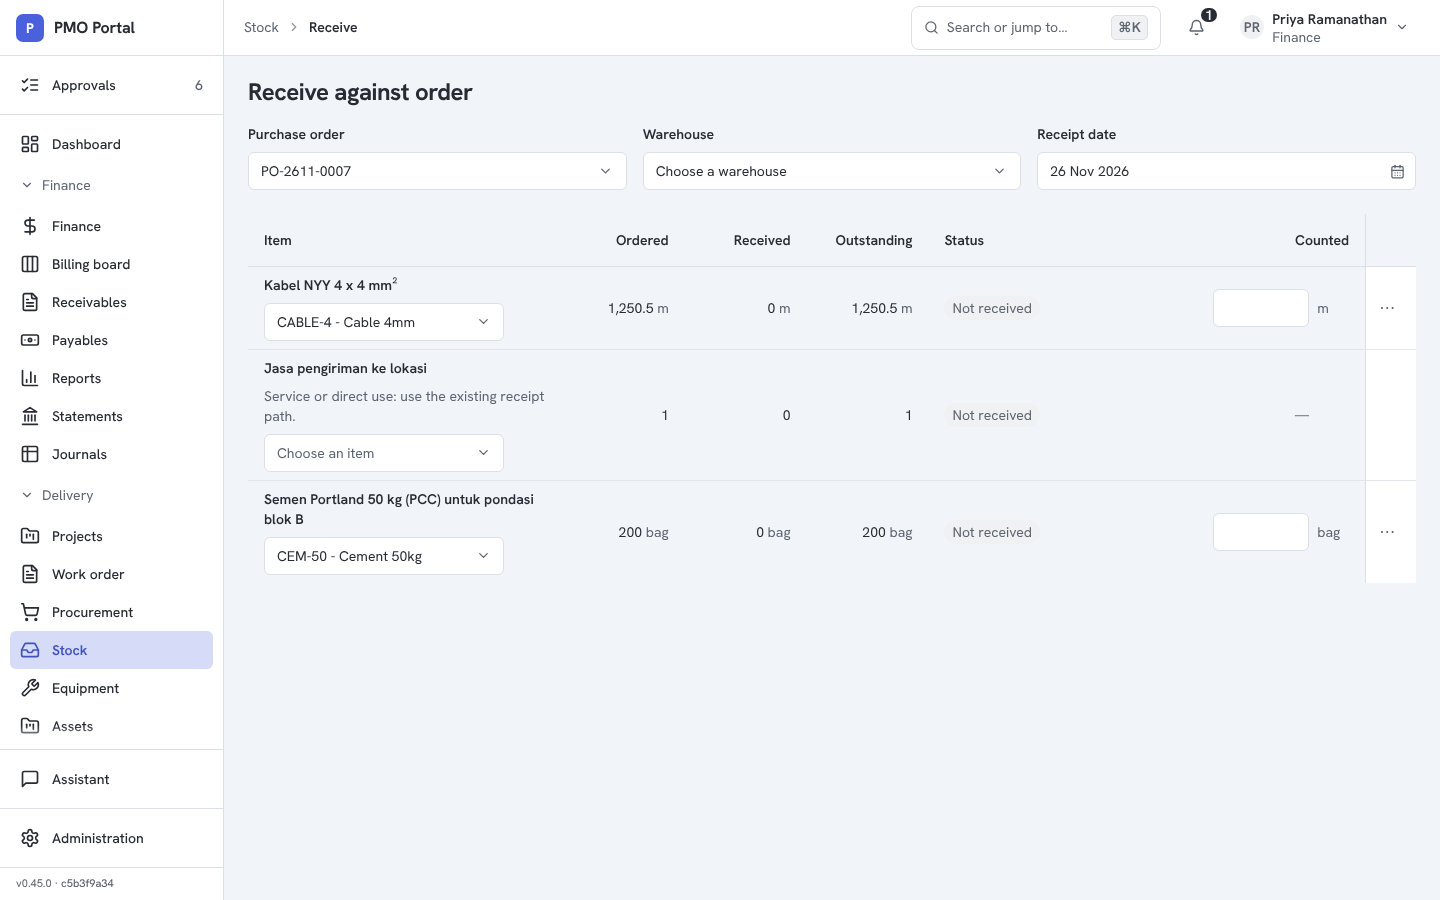 P PMO Portal
Stock > Receive
Search or jump to... ⌘K
1
PR Priya Ramanathan
Finance
Approvals 6
Dashboard
Finance
Finance
Billing board
Receivables
Payables
Reports
Statements
Journals
Delivery
Projects
Work order
Procurement
Stock
Equipment
Assets
Assistant
Administration
v0.45.0 · c5b3f9a34
Receive against order
Purchase order Warehouse Receipt date
PO-2611-0007 Choose a warehouse 26 Nov 2026
Item Ordered Received Outstanding Status Counted
Kabel NYY 4 x 4 mm²
CABLE-4 - Cable 4mm
1,250.5 m 0 m 1,250.5 m Not received m ...
Jasa pengiriman ke lokasi
Service or direct use: use the existing receipt
path.
Choose an item
1 0 1 Not received —
Semen Portland 50 kg (PCC) untuk pondasi
blok B
CEM-50 - Cement 50kg
200 bag 0 bag 200 bag Not received bag ...